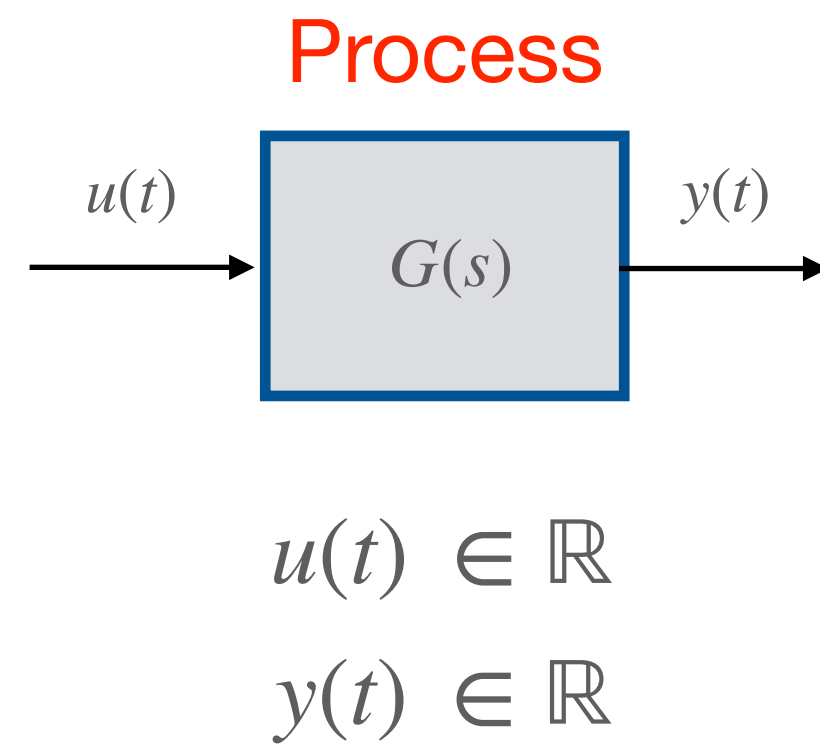 Process
u(t)
y(t)
G(s)
u(t) ∈ ℝ
y(t) ∈ ℝ